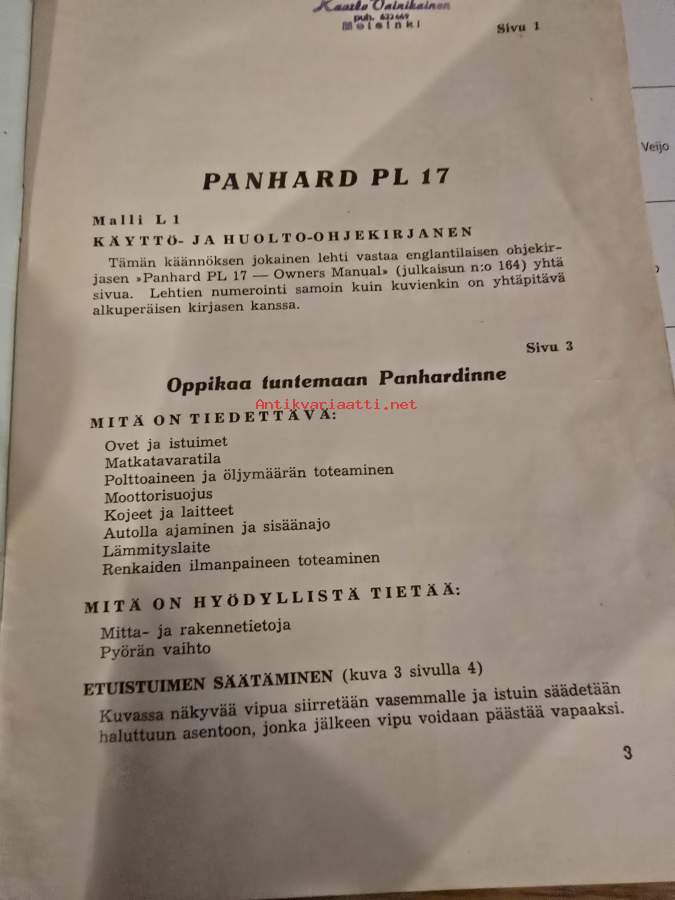 Kaarlo Vainikainen
puh. 622669
Helsinki
Sivu 1
PANHARD PL 17
Malli L 1
KÄYTTÖ- JA HUOLTO-OHJEKIRJANEN
Tämän käännöksen jokainen lehti vastaa englantilaisen ohjekir-
jasen »Panhard PL 17 — Owners Manual» (julkaisun n:o 164) yhtä
sivua. Lehtien numerointi samoin kuin kuvienkin on yhtäpitävä
alkuperäisen kirjasen kanssa.
Sivu 3
Oppikaa tuntemaan Panhardinne
Antikvariaatti.net
MITÄ ON TIEDETTÄVÄ:
Ovet ja istuimet
Matkatavaratila
Polttoaineen ja öljymäärän toteaminen
Moottorisuojus
Kojeet ja laitteet
Autolla ajaminen ja sisäänajo
Lämmityslaite
Renkaiden ilmanpaineen toteaminen
MITÄ ON HYÖDYLLISTÄ TIETÄÄ:
Mitta- ja rakennetietoja
Pyörän vaihto
ETUISTUIMEN SÄÄTÄMINEN (kuva 3 sivulla 4)
Kuvassa näkyvää vipua siirretään vasemmalle ja istuin säädetään
haluttuun asentoon, jonka jälkeen vipu voidaan päästää vapaaksi.
3
Veijo